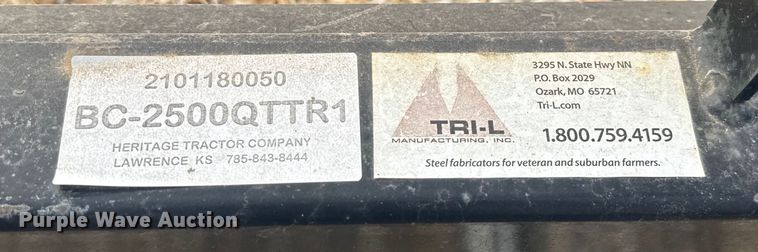 2101180050
BC-2500QTTR1
HERITAGE TRACTOR COMPANY
LAWRENCE KS 785-843-8444
3295 N. State Hwy NN
P.O. Box 2029
Ozark, MO 65721
Tri-L.com
TRI-L
MANUFACTURING, INC.
1.800.759.4159
Steel fabricators for veteran and suburban farmers.
Purple Wave Auction